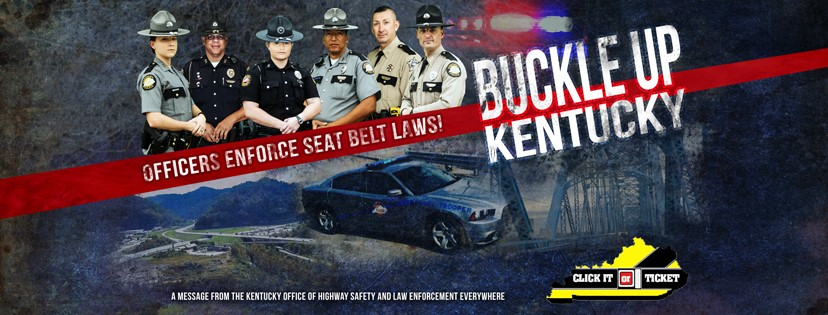 BUCKLE UP
KENTUCKY
OFFICERS ENFORCE SEAT BELT LAWS!
CLICK IT or TICKET
A MESSAGE FROM THE KENTUCKY OFFICE OF HIGHWAY SAFETY AND LAW ENFORCEMENT EVERYWHERE